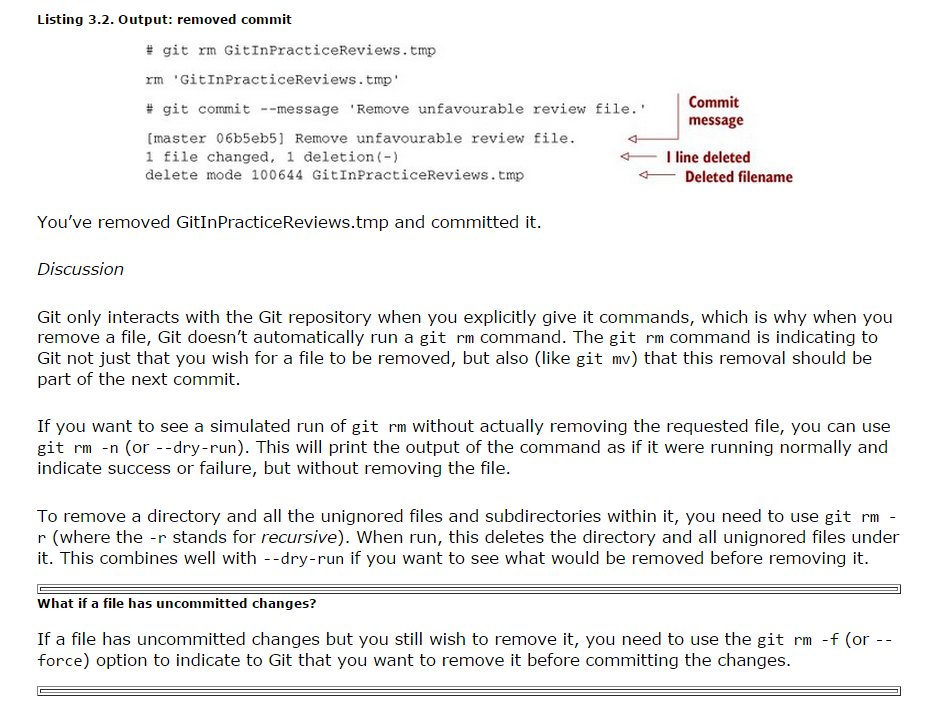 Listing 3.2. Output: removed commit
# git rm GitInPracticeReviews.tmp
rm 'GitInPracticeReviews.tmp'
# git commit --message 'Remove unfavourable review file.'
Commit
message
[master 06b5eb5] Remove unfavourable review file.
1 file changed, 1 deletion(-)
1 line deleted
delete mode 100644 GitInPracticeReviews.tmp
Deleted filename
You've removed GitInPracticeReviews.tmp and committed it.
Discussion
Git only interacts with the Git repository when you explicitly give it commands, which is why when you
remove a file, Git doesn't automatically run a git rm command. The git rm command is indicating to
Git not just that you wish for a file to be removed, but also (like git mv) that this removal should be
part of the next commit.
If you want to see a simulated run of git rm without actually removing the requested file, you can use
git rm -n (or --dry-run). This will print the output of the command as if it were running normally and
indicate success or failure, but without removing the file.
To remove a directory and all the unignored files and subdirectories within it, you need to use git rm -
r (where the -r stands for recursive). When run, this deletes the directory and all unignored files under
it. This combines well with --dry-run if you want to see what would be removed before removing it.
What if a file has uncommitted changes?
If a file has uncommitted changes but you still wish to remove it, you need to use the git rm -f (or --
force) option to indicate to Git that you want to remove it before committing the changes.